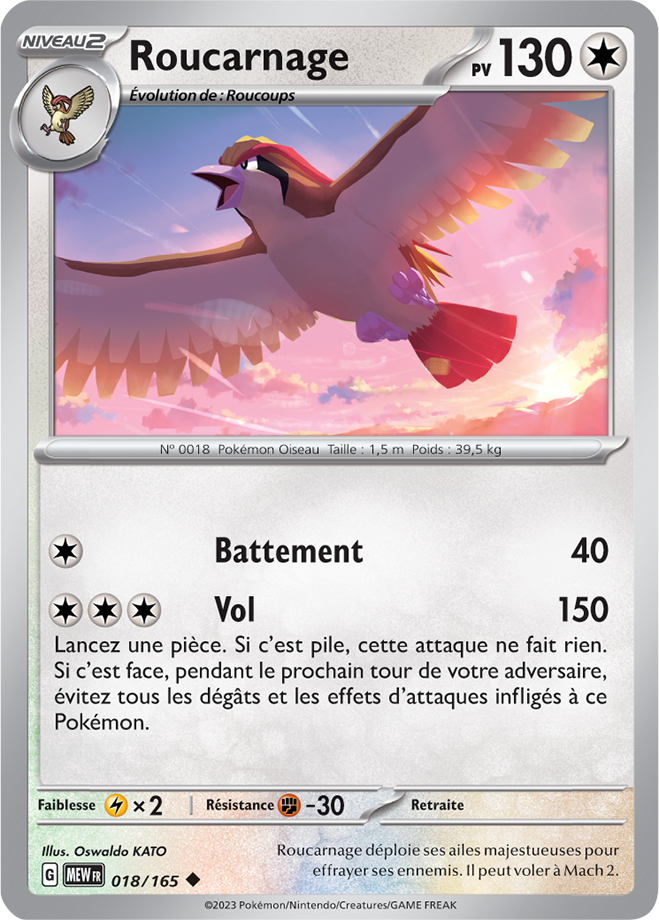 NIVEAU 2
Roucarnage
PV 130
Évolution de : Roucoups
N° 0018 Pokémon Oiseau Taille : 1,5 m Poids : 39,5 kg
Battement 40
Vol 150
Lancez une pièce. Si c'est pile, cette attaque ne fait rien.
Si c'est face, pendant le prochain tour de votre adversaire,
évitez tous les dégâts et les effets d'attaques infligés à ce
Pokémon.
Faiblesse ×2 Résistance -30 Retraite
Illus. Oswaldo KATO
Roucarnage déploie ses ailes majestueuses pour
effrayer ses ennemis. Il peut voler à Mach 2.
G MEW FR 018/165
©2023 Pokémon/Nintendo/Creatures/GAME FREAK